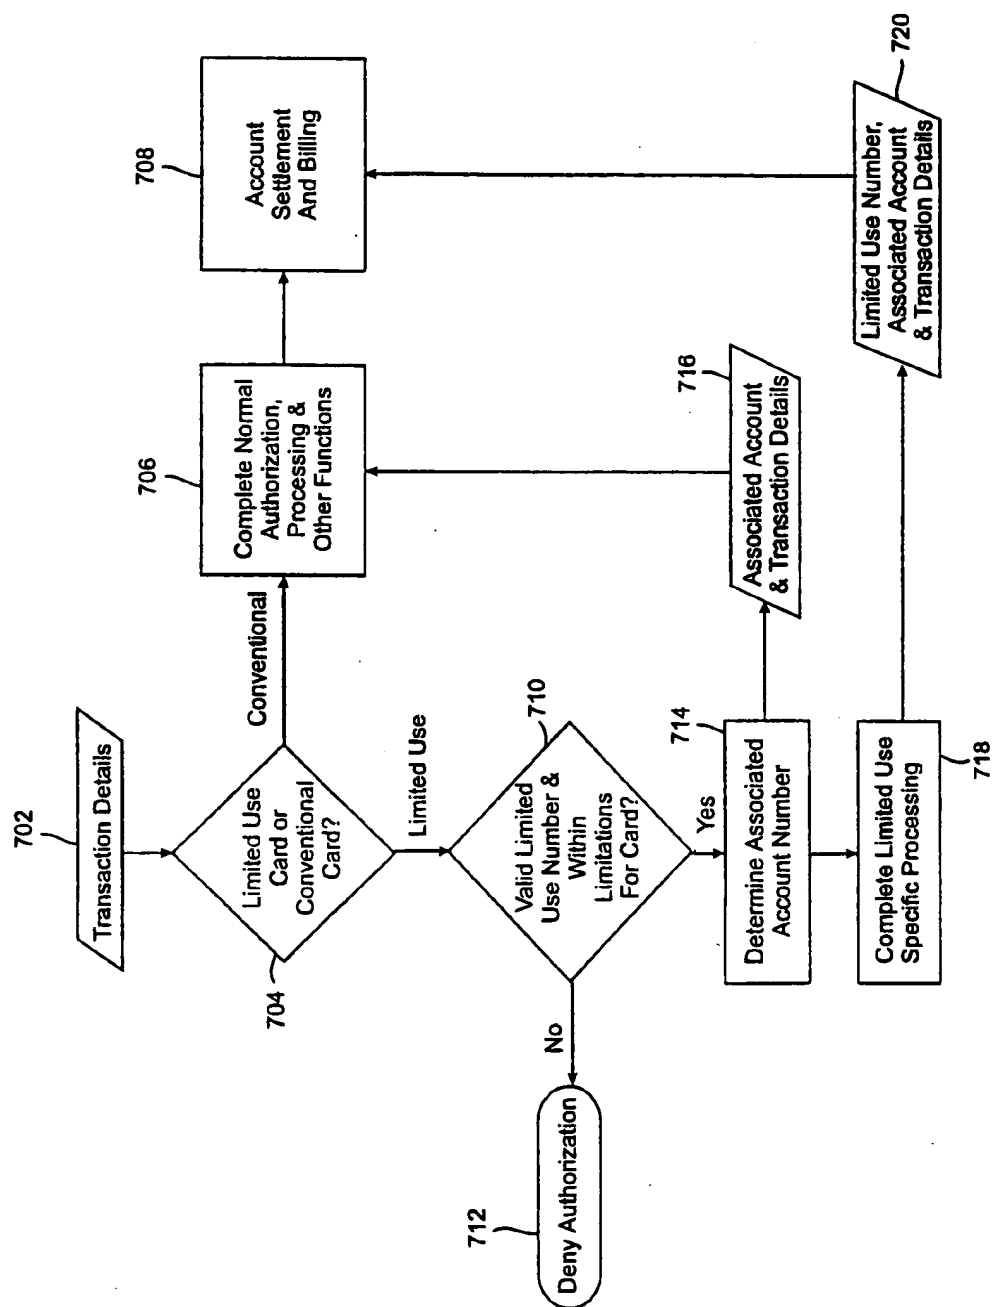 702
Transaction Details
Limited Use
Card or
Conventional
Card?
704
Conventional
706
Complete Normal
Authorization,
Processing &
Other Functions
708
Account
Settlement
And Billing
Limited Use
710
Valid Limited
Use Number &
Within
Limitations
For Card?
No
712
Deny Authorization
Yes
714
Determine Associated
Account Number
716
Associated Account
& Transaction Details
Complete Limited Use
Specific Processing
718
720
Limited Use Number,
Associated Account
& Transaction Details